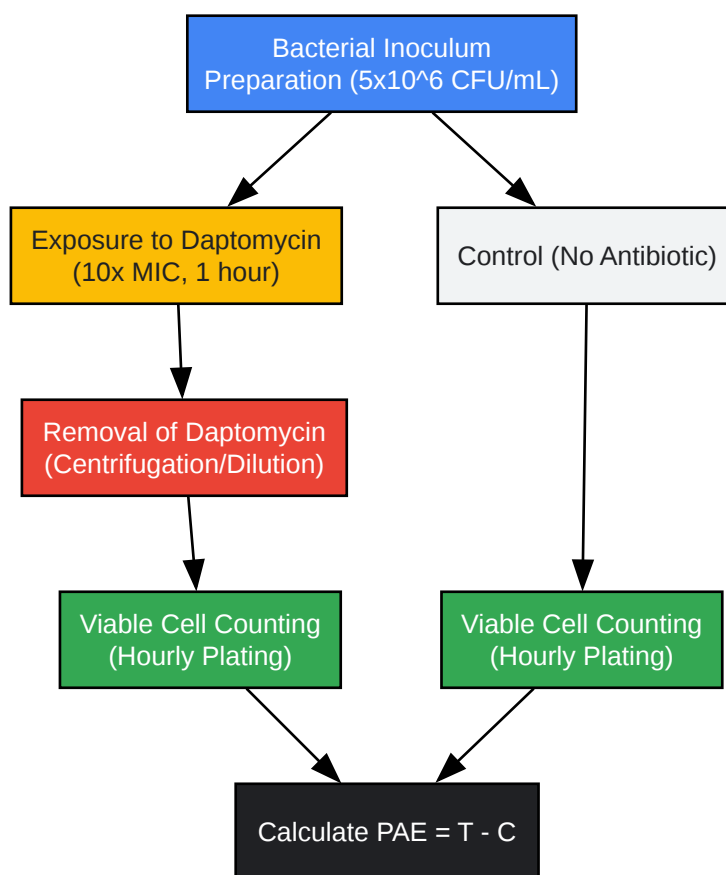 Bacterial Inoculum
Preparation (5x10^6 CFU/mL)
Exposure to Daptomycin
(10x MIC, 1 hour)
Control (No Antibiotic)
Removal of Daptomycin
(Centrifugation/Dilution)
Viable Cell Counting
(Hourly Plating)
Viable Cell Counting
(Hourly Plating)
Calculate PAE = T - C